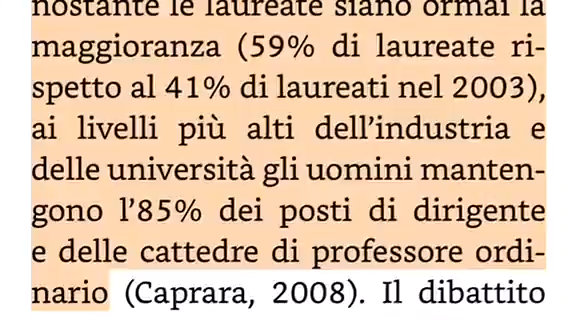 nostante le laureate siano ormai la
maggioranza (59% di laureate ri-
spetto al 41% di laureati nel 2003),
ai livelli più alti dell’industria e
delle università gli uomini manten-
gono l’85% dei posti di dirigente
e delle cattedre di professore ordi-
nario (Caprara, 2008). Il dibattito